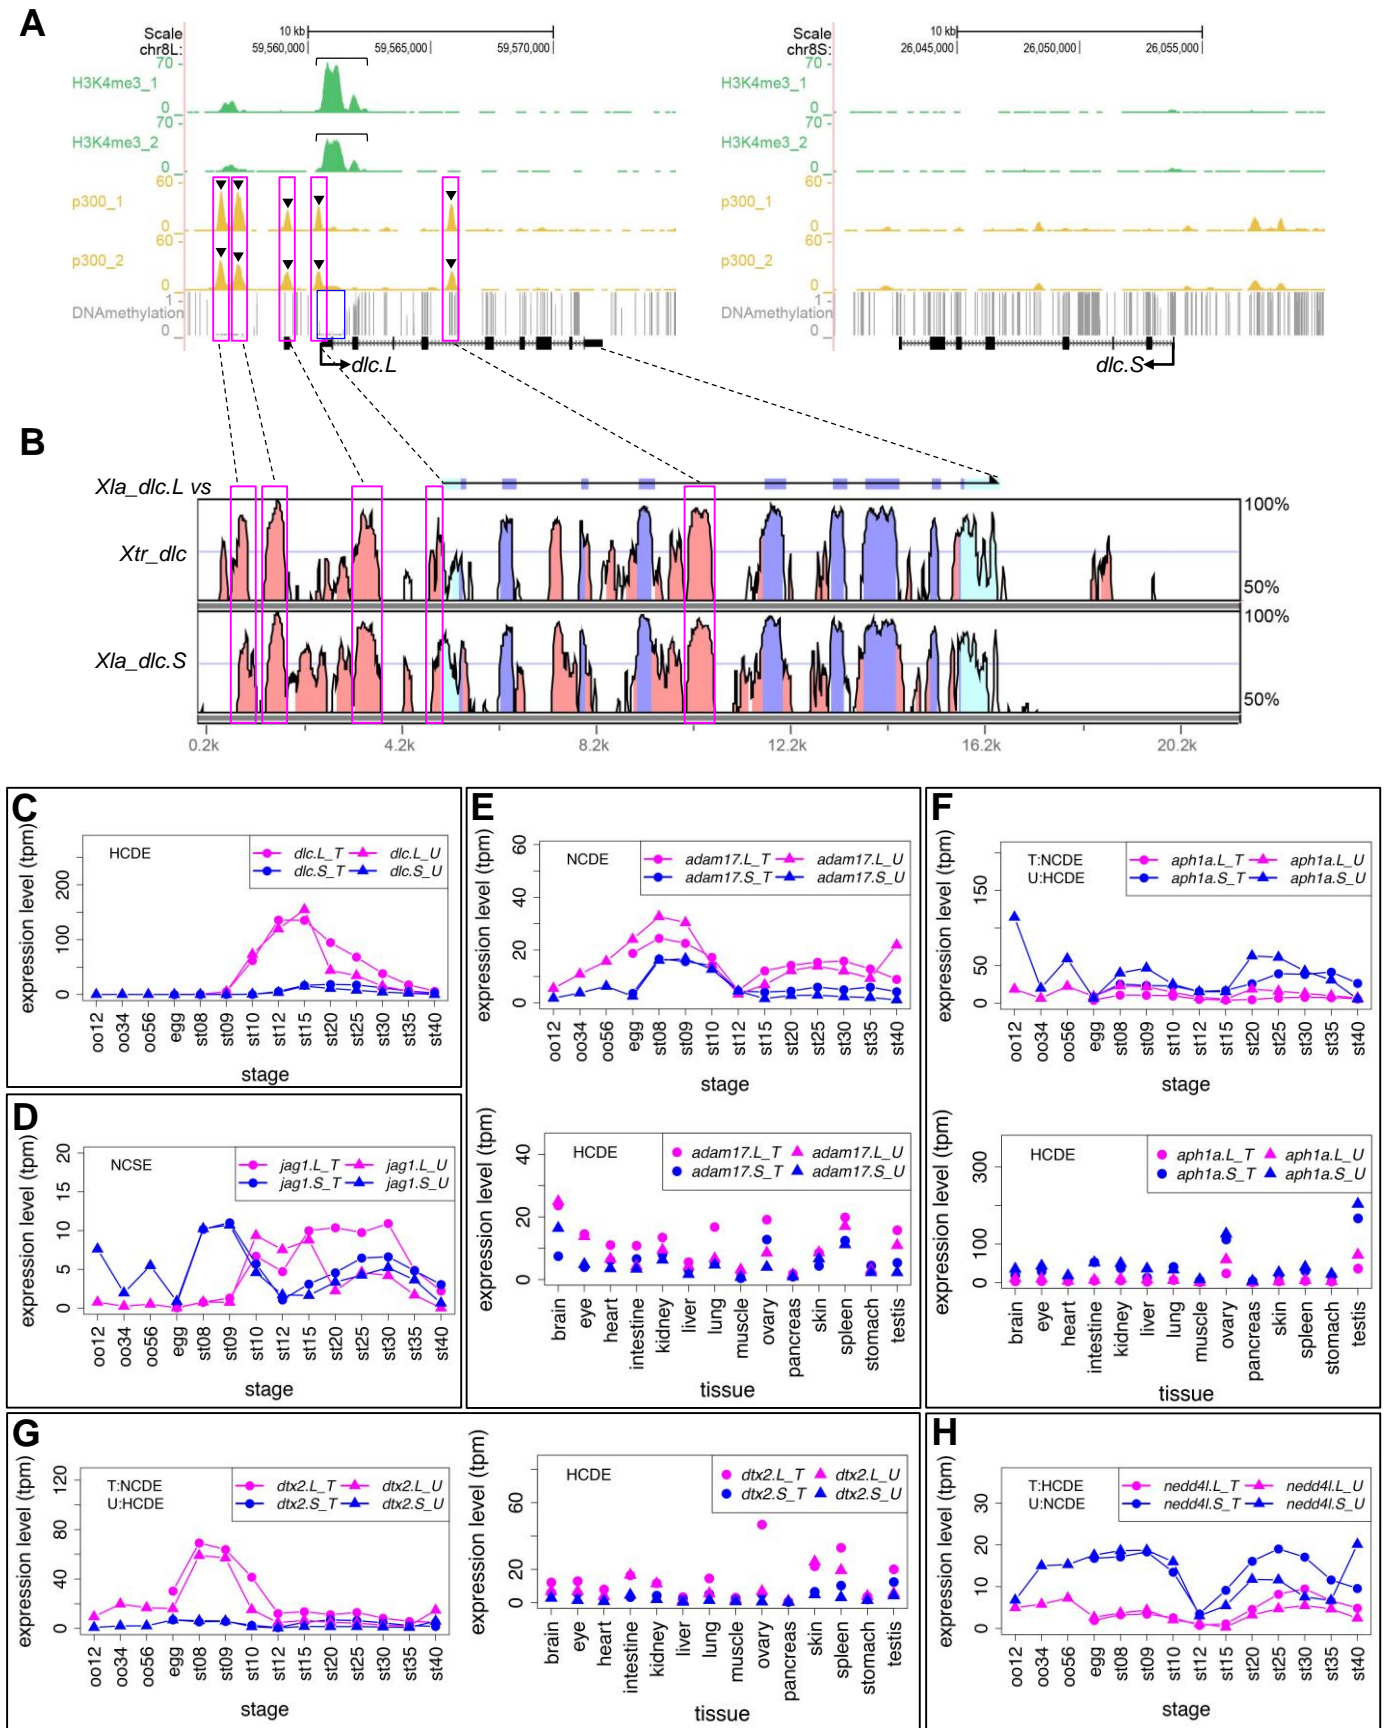 A
Scale
10 kb
chr8L:
59,560,000
59,565,000
59,570,000
70
H3K4me3_1
0
70
H3K4me3_2
0
60
p300_1
0
60
p300_2
0
1
DNAmethylation
0
dlc.L
Scale
10 kb
chr8S:
26,045,000
26,050,000
26,055,000
70
H3K4me3_1
0
70
H3K4me3_2
0
60
p300_1
0
60
p300_2
0
1
DNAmethylation
0
dlc.S
B
Xla_dlc.L vs
Xtr_dlc
100%
50%
Xla_dlc.S
100%
50%
0.2k 4.2k 8.2k 12.2k 16.2k 20.2k
C
expression level (tpm)
0 100 200
HCDE
dlc.L_T dlc.L_U
dlc.S_T dlc.S_U
oo12 oo34 oo56 egg st08 st09 st10 st12 st15 st20 st25 st30 st35 st40
stage
D
expression level (tpm)
0 5 10 15 20
NCSE
jag1.L_T jag1.L_U
jag1.S_T jag1.S_U
oo12 oo34 oo56 egg st08 st09 st10 st12 st15 st20 st25 st30 st35 st40
stage
E
expression level (tpm)
0 20 40 60
NCDE
adam17.L_T adam17.L_U
adam17.S_T adam17.S_U
oo12 oo34 oo56 egg st08 st09 st10 st12 st15 st20 st25 st30 st35 st40
stage
expression level (tpm)
0 20 40
HCDE
adam17.L_T adam17.L_U
adam17.S_T adam17.S_U
brain eye heart intestine kidney liver lung muscle ovary pancreas skin spleen stomach testis
tissue
F
expression level (tpm)
0 50 150
T:NCDE
U:HCDE
aph1a.L_T aph1a.L_U
aph1a.S_T aph1a.S_U
oo12 oo34 oo56 egg st08 st09 st10 st12 st15 st20 st25 st30 st35 st40
stage
expression level (tpm)
0 100 300
HCDE
aph1a.L_T aph1a.L_U
aph1a.S_T aph1a.S_U
brain eye heart intestine kidney liver lung muscle ovary pancreas skin spleen stomach testis
tissue
G
expression level (tpm)
0 40 80 120
T:NCDE
U:HCDE
dtx2.L_T dtx2.L_U
dtx2.S_T dtx2.S_U
oo12 oo34 oo56 egg st08 st09 st10 st12 st15 st20 st25 st30 st35 st40
stage
expression level (tpm)
0 20 60
HCDE
dtx2.L_T dtx2.L_U
dtx2.S_T dtx2.S_U
brain eye heart intestine kidney liver lung muscle ovary pancreas skin spleen stomach testis
tissue
H
expression level (tpm)
0 10 20 30
T:HCDE
U:NCDE
nedd4l.L_T nedd4l.L_U
nedd4l.S_T nedd4l.S_U
oo12 oo34 oo56 egg st08 st09 st10 st12 st15 st20 st25 st30 st35 st40
stage